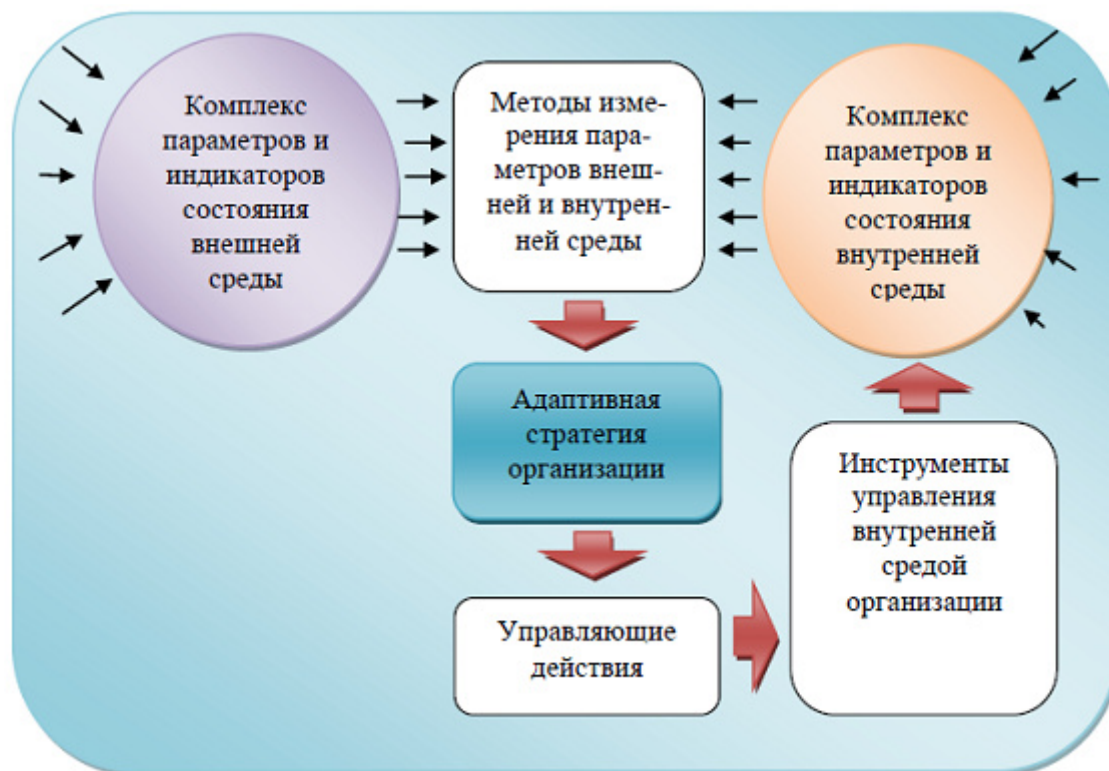 Комплекс
параметров и
индикаторов
состояния
внешней
среды
Методы изме-
рения пара-
метров внеш-
ней и внутрен-
ней среды
Комплекс
параметров и
индикаторов
состояния
внутренней
среды
Адаптивная
стратегия
организации
Инструменты
управления
внутренней
средой
организации
Управляющие
действия